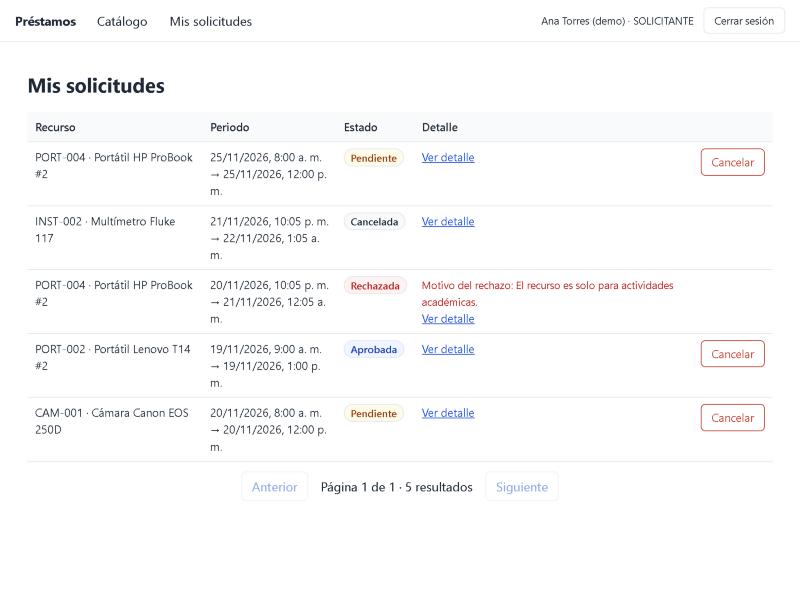 Préstamos Catálogo Mis solicitudes Ana Torres (demo) · SOLICITANTE Cerrar sesión
Mis solicitudes
Recurso Periodo Estado Detalle
PORT-004 · Portátil HP ProBook 25/11/2026, 8:00 a. m. Pendiente Ver detalle Cancelar
#2 → 25/11/2026, 12:00 p.
m.
INST-002 · Multímetro Fluke 21/11/2026, 10:05 p. m. Cancelada Ver detalle
117 → 22/11/2026, 1:05 a.
m.
PORT-004 · Portátil HP ProBook 20/11/2026, 10:05 p. m. Rechazada Motivo del rechazo: El recurso es solo para actividades
#2 → 21/11/2026, 12:05 a. académicas.
m. Ver detalle
PORT-002 · Portátil Lenovo T14 19/11/2026, 9:00 a. m. Aprobada Ver detalle Cancelar
#2 → 19/11/2026, 1:00 p.
m.
CAM-001 · Cámara Canon EOS 20/11/2026, 8:00 a. m. Pendiente Ver detalle Cancelar
250D → 20/11/2026, 12:00 p.
m.
Anterior Página 1 de 1 · 5 resultados Siguiente